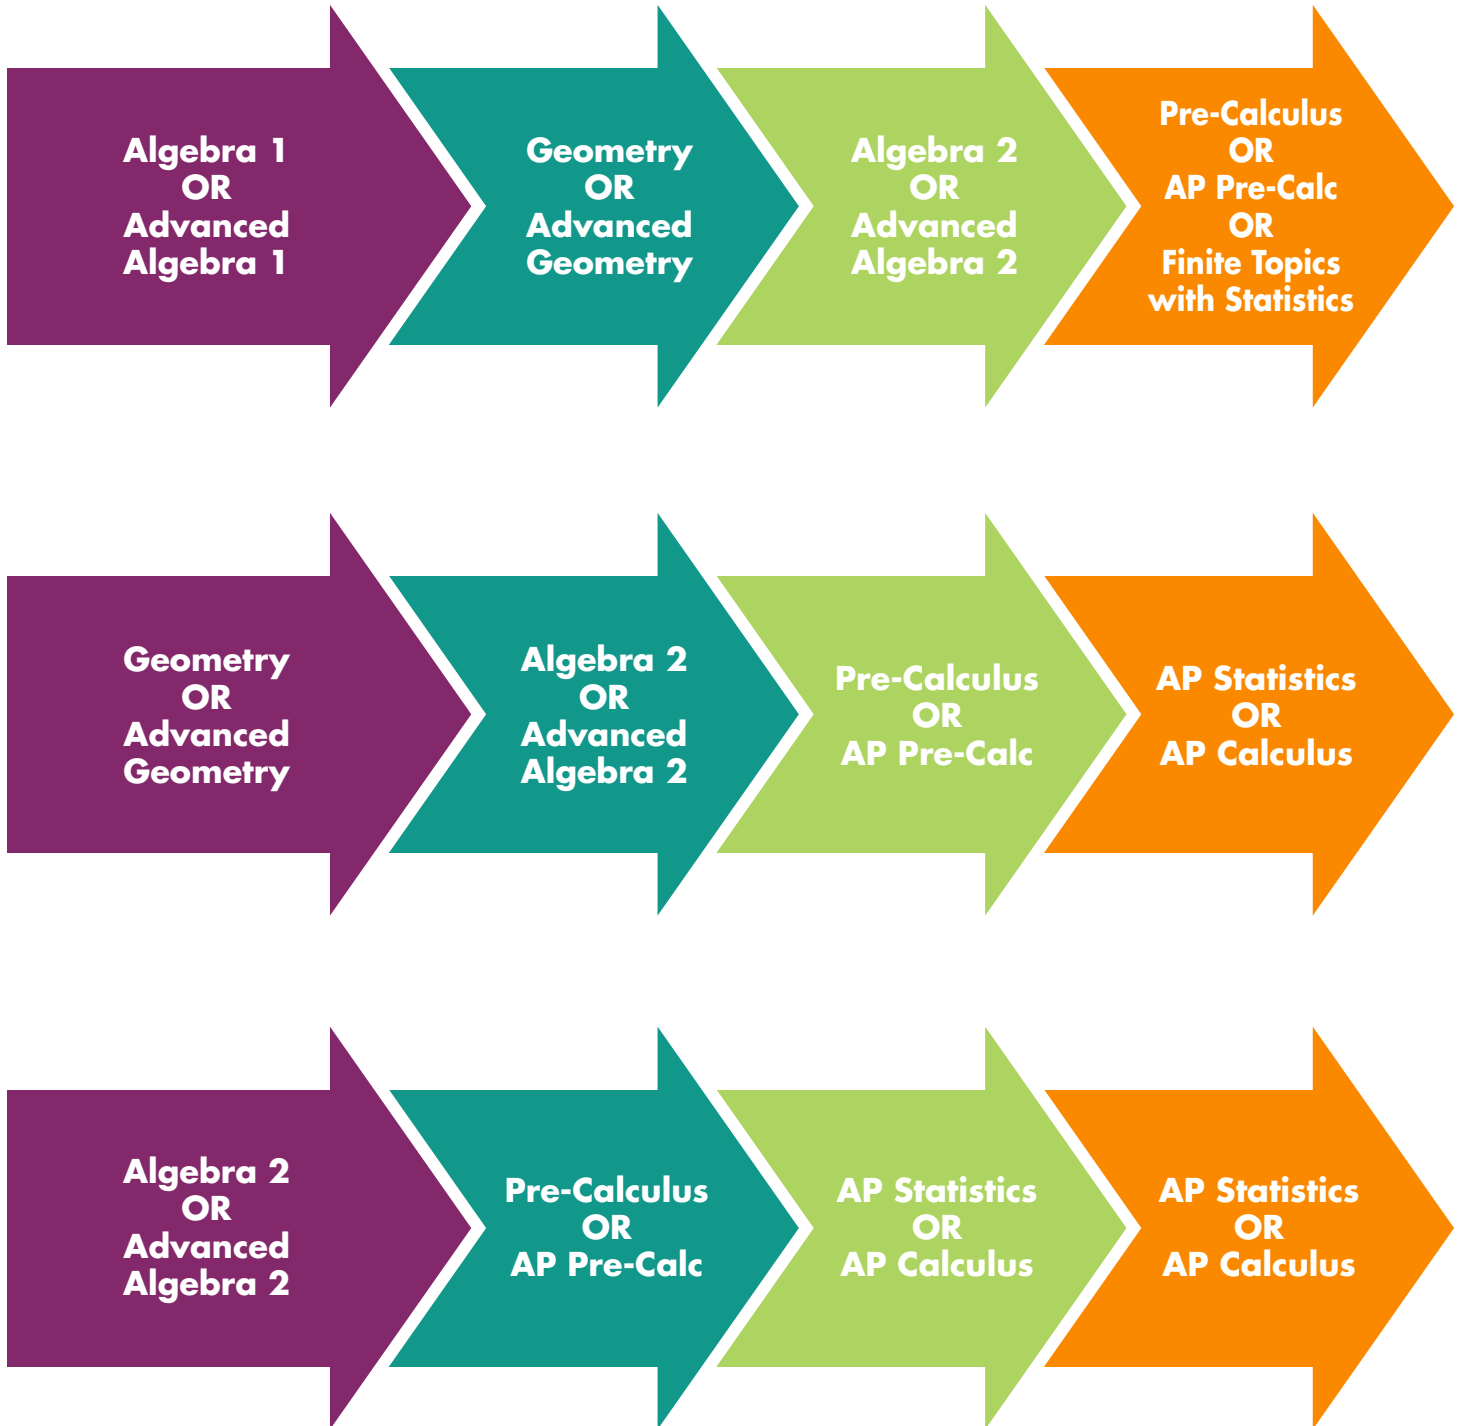 Algebra 1
OR
Advanced
Algebra 1
Geometry
OR
Advanced
Geometry
Algebra 2
OR
Advanced
Algebra 2
Pre-Calculus
OR
AP Pre-Calc
OR
Finite Topics
with Statistics
Geometry
OR
Advanced
Geometry
Algebra 2
OR
Advanced
Algebra 2
Pre-Calculus
OR
AP Pre-Calc
AP Statistics
OR
AP Calculus
Algebra 2
OR
Advanced
Algebra 2
Pre-Calculus
OR
AP Pre-Calc
AP Statistics
OR
AP Calculus
AP Statistics
OR
AP Calculus